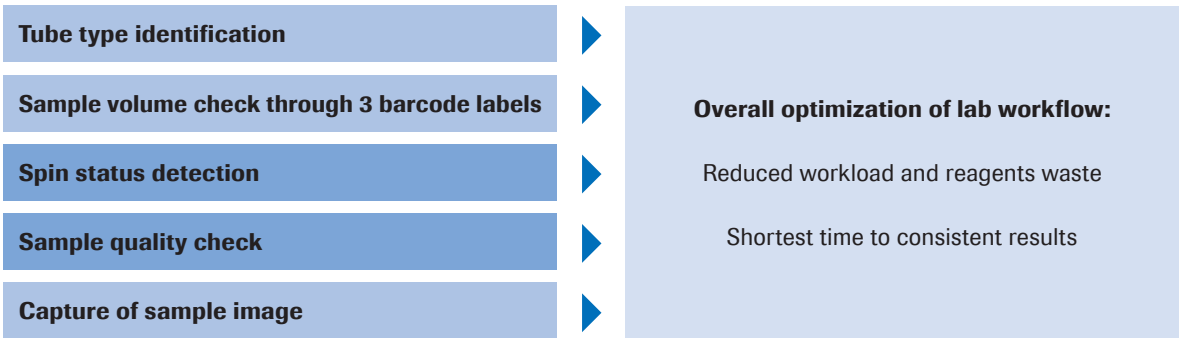 Tube type identification
Sample volume check through 3 barcode labels
Spin status detection
Sample quality check
Capture of sample image
Overall optimization of lab workflow:
Reduced workload and reagents waste
Shortest time to consistent results